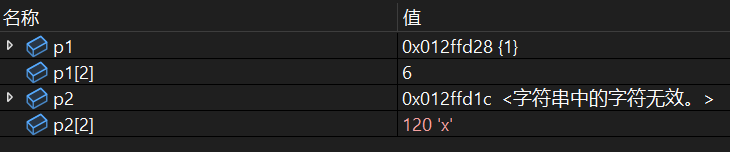 名称 值
p1 0x012ffd28 {1}
p1[2] 6
p2 0x012ffd1c <字符串中的字符无效。>
p2[2] 120 'x'